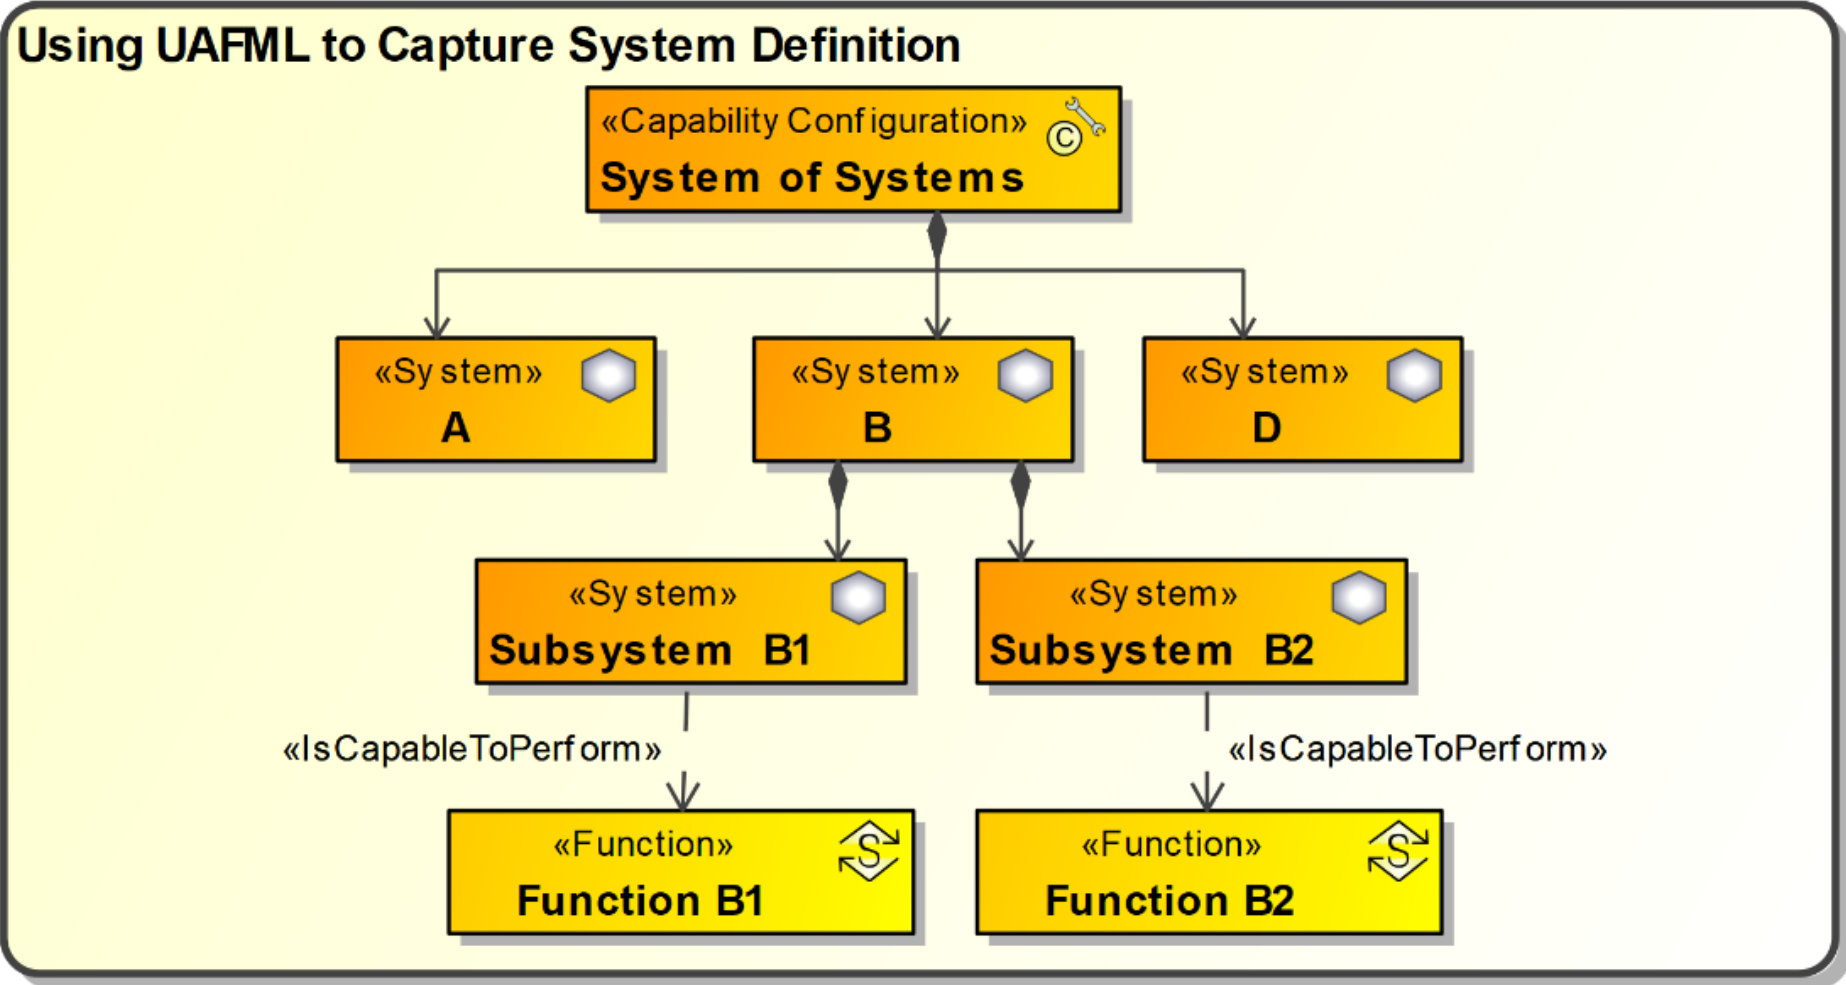 Using UAFML to Capture System Definition
«Capability Configuration»
C
System of Systems
«System» «System» «System»
A B D
«System» «System»
Subsystem B1 Subsystem B2
«IsCapableToPerform» «IsCapableToPerform»
«Function» S «Function» S
Function B1 Function B2